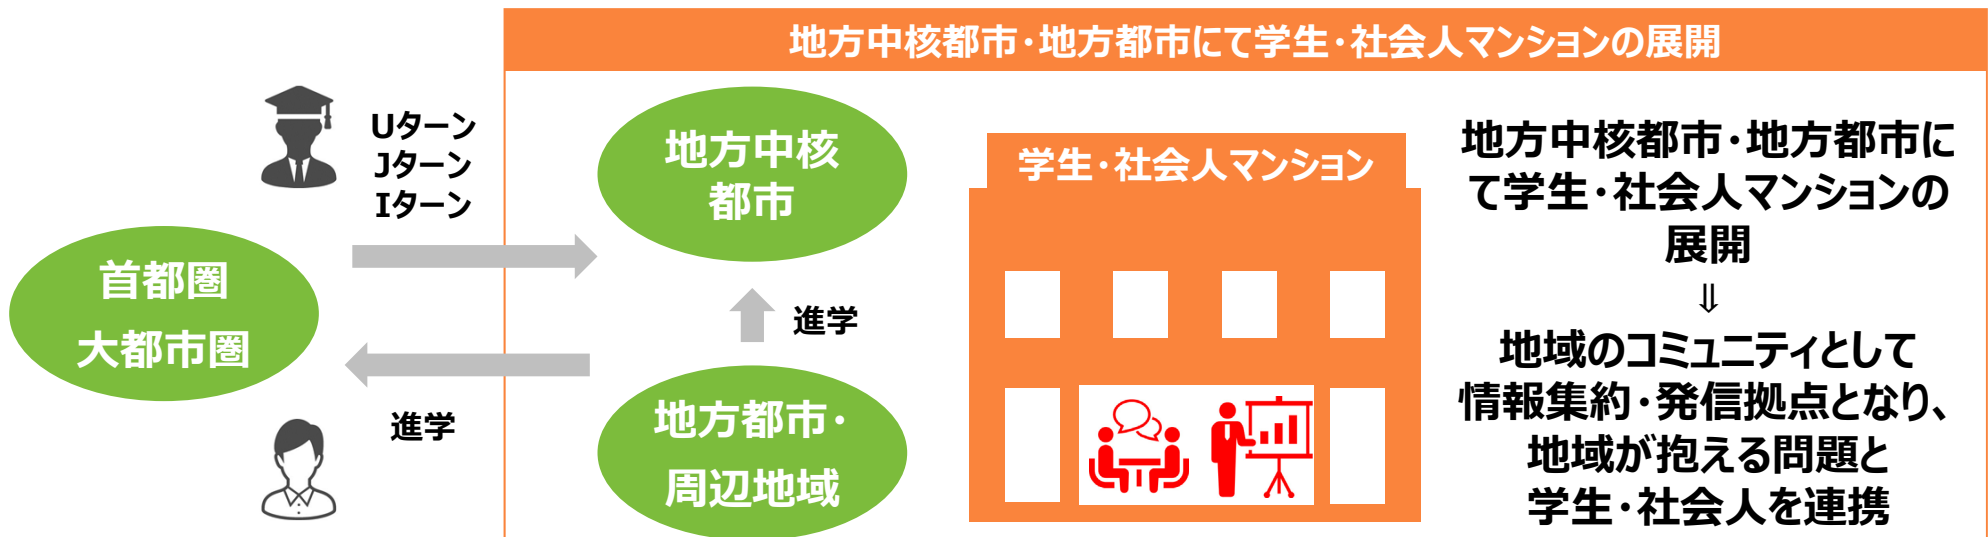 地方中核都市・地方都市にて学生・社会人マンションの展開
Uターン
Jターン
Iターン
首都圏
大都市圏
進学
地方中核
都市
進学
地方都市・
周辺地域
学生・社会人マンション
地方中核都市・地方都市に
て学生・社会人マンションの
展開
⇓
地域のコミュニティとして
情報集約・発信拠点となり、
地域が抱える問題と
学生・社会人を連携